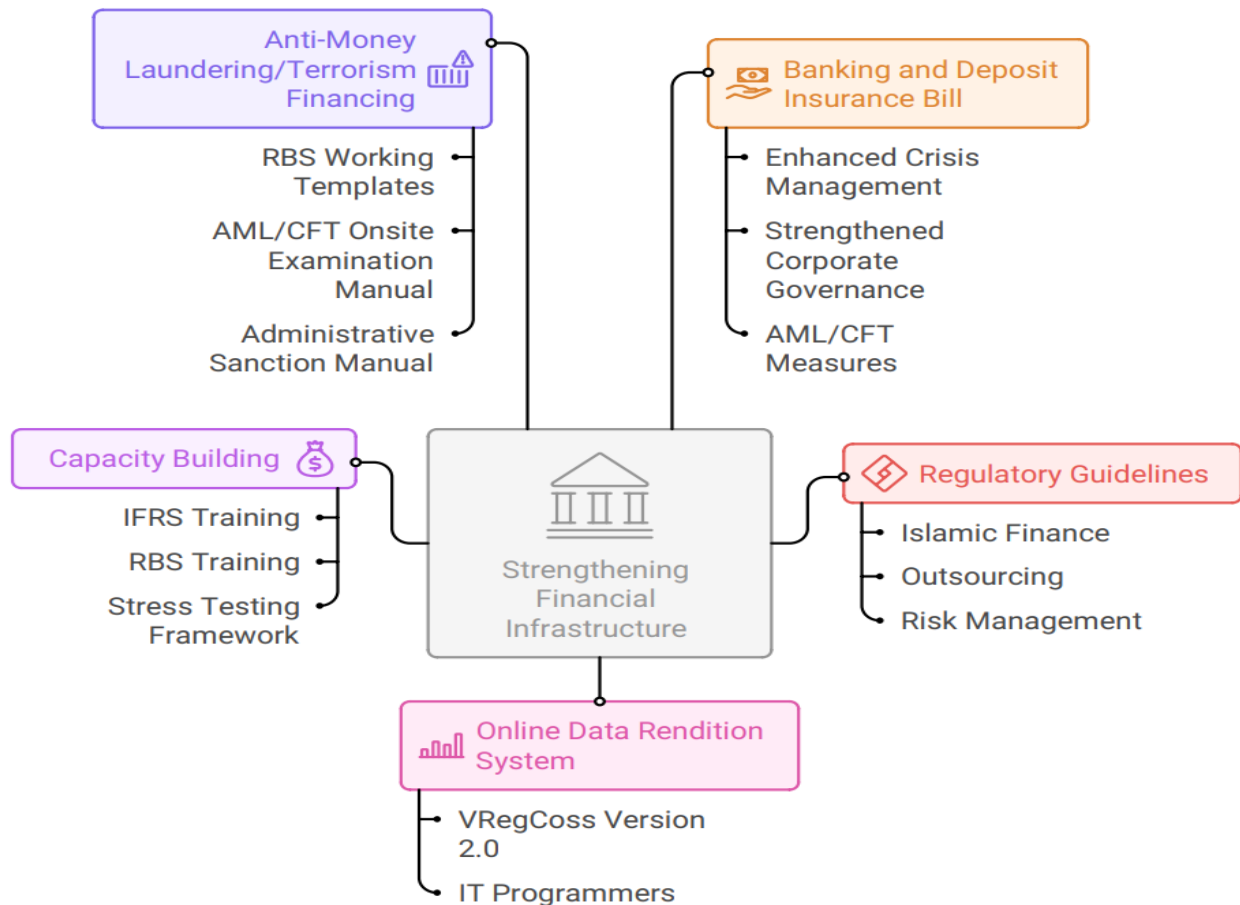 Anti-Money
Laundering/Terrorism
Financing
RBS Working
Templates
AML/CFT Onsite
Examination
Manual
Administrative
Sanction Manual
Banking and Deposit
Insurance Bill
Enhanced Crisis
Management
Strengthened
Corporate
Governance
AML/CFT
Measures
Capacity Building
$
IFRS Training
RBS Training
Stress Testing
Framework
Strengthening
Financial
Infrastructure
Regulatory Guidelines
Islamic Finance
Outsourcing
Risk Management
Online Data Rendition
System
VRegCoss Version
2.0
IT Programmers